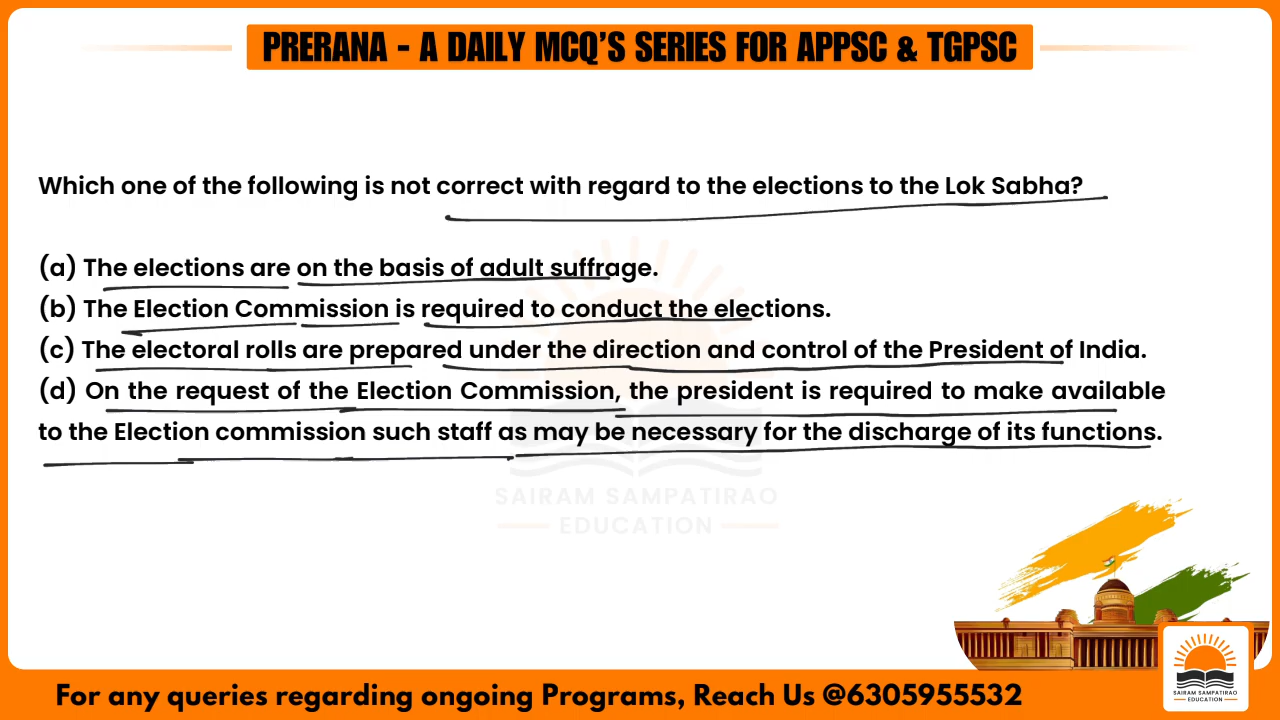 PRERANA - A DAILY MCQ'S SERIES FOR APPSC & TGPSC
Which one of the following is not correct with regard to the elections to the Lok Sabha?
(a) The elections are on the basis of adult suffrage.
(b) The Election Commission is required to conduct the elections.
(c) The electoral rolls are prepared under the direction and control of the President of India.
(d) On the request of the Election Commission, the president is required to make available
to the Election commission such staff as may be necessary for the discharge of its functions.
SAIRAM SAMPATIRAO
EDUCATION
For any queries regarding ongoing Programs, Reach Us @6305955532
SAIRAM SAMPATIRAO
EDUCATION